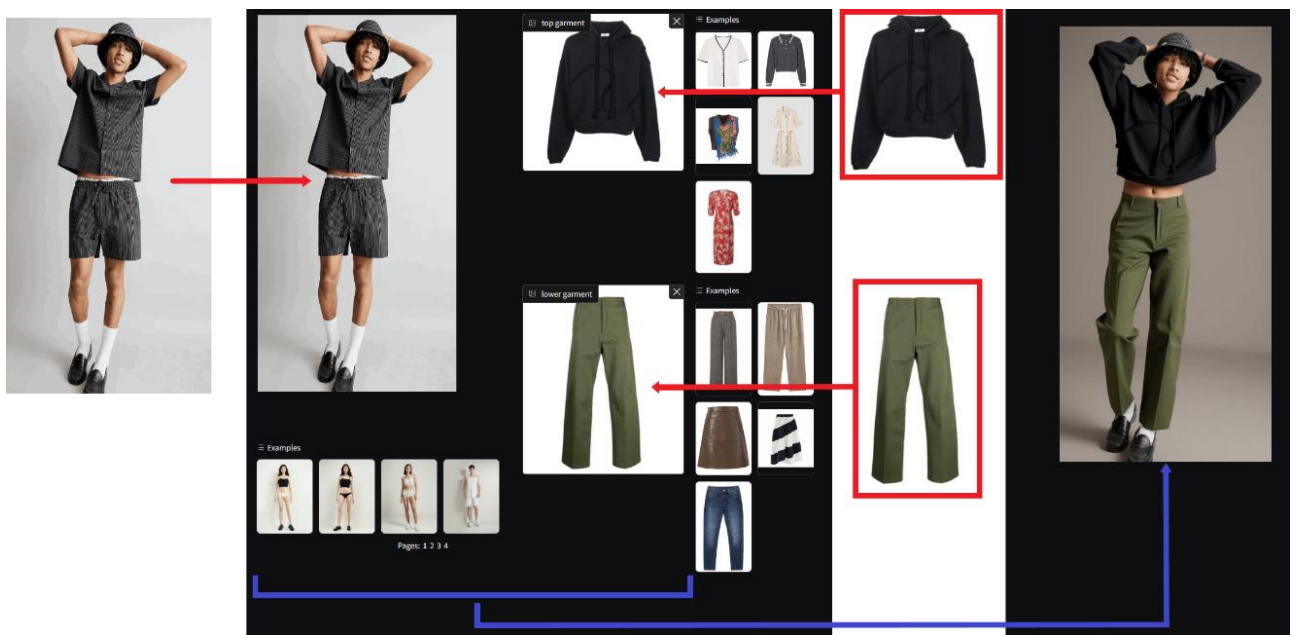 top garment
Examples
lower garment
Examples
Examples
Pages: 1 2 3 4